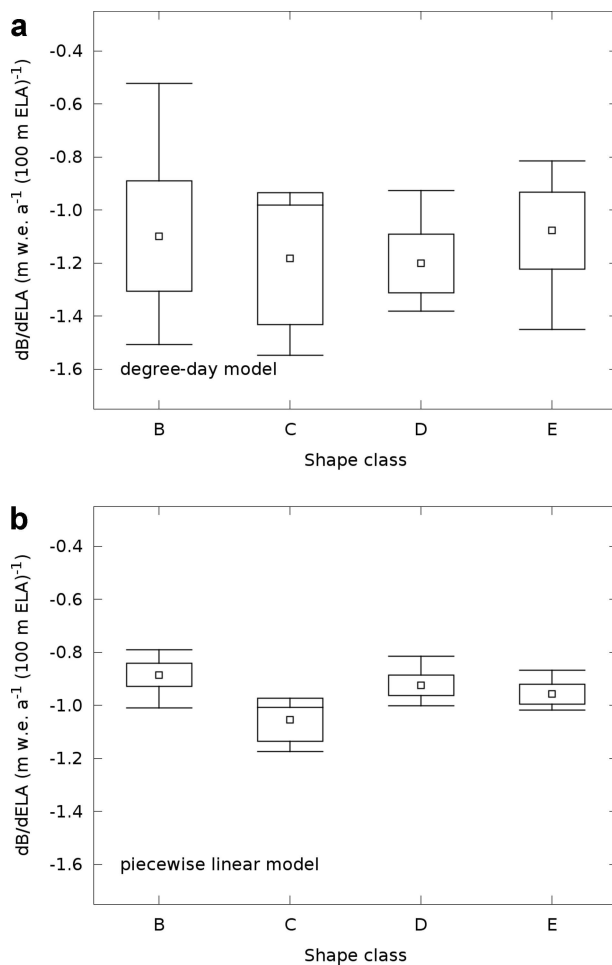 a
dB/dELA (m w.e. a⁻¹ (100 m ELA)⁻¹)
-0.4
-0.6
-0.8
-1.0
-1.2
-1.4
-1.6
degree-day model
B C D E
Shape class
b
dB/dELA (m w.e. a⁻¹ (100 m ELA)⁻¹)
-0.4
-0.6
-0.8
-1.0
-1.2
-1.4
-1.6
piecewise linear model
B C D E
Shape class